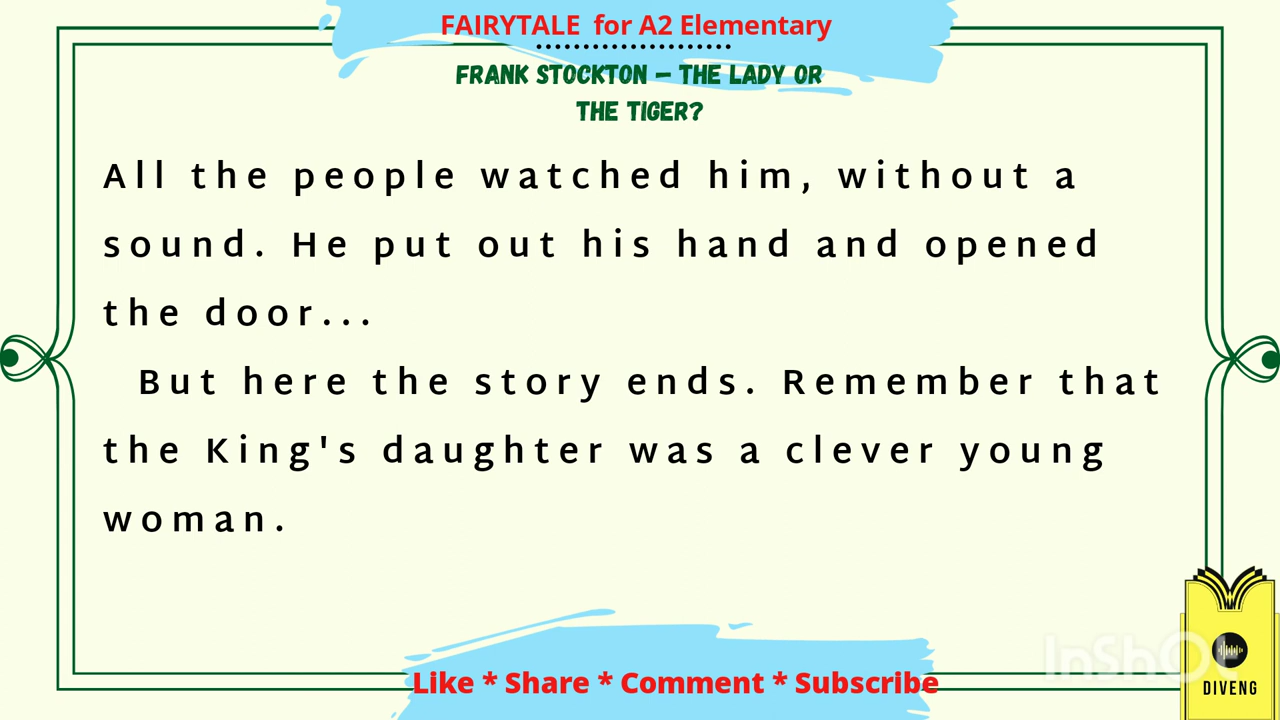 FAIRYTALE for A2 Elementary
FRANK STOCKTON – THE LADY OR
THE TIGER?
All the people watched him, without a
sound. He put out his hand and opened
the door...
But here the story ends. Remember that
the King's daughter was a clever young
woman.
InShOt
DIVENG
Like * Share * Comment * Subscribe